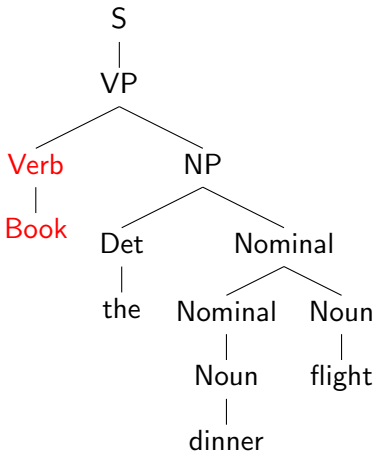 S
VP
Verb NP
Book Det Nominal
the Nominal Noun
Noun flight
dinner